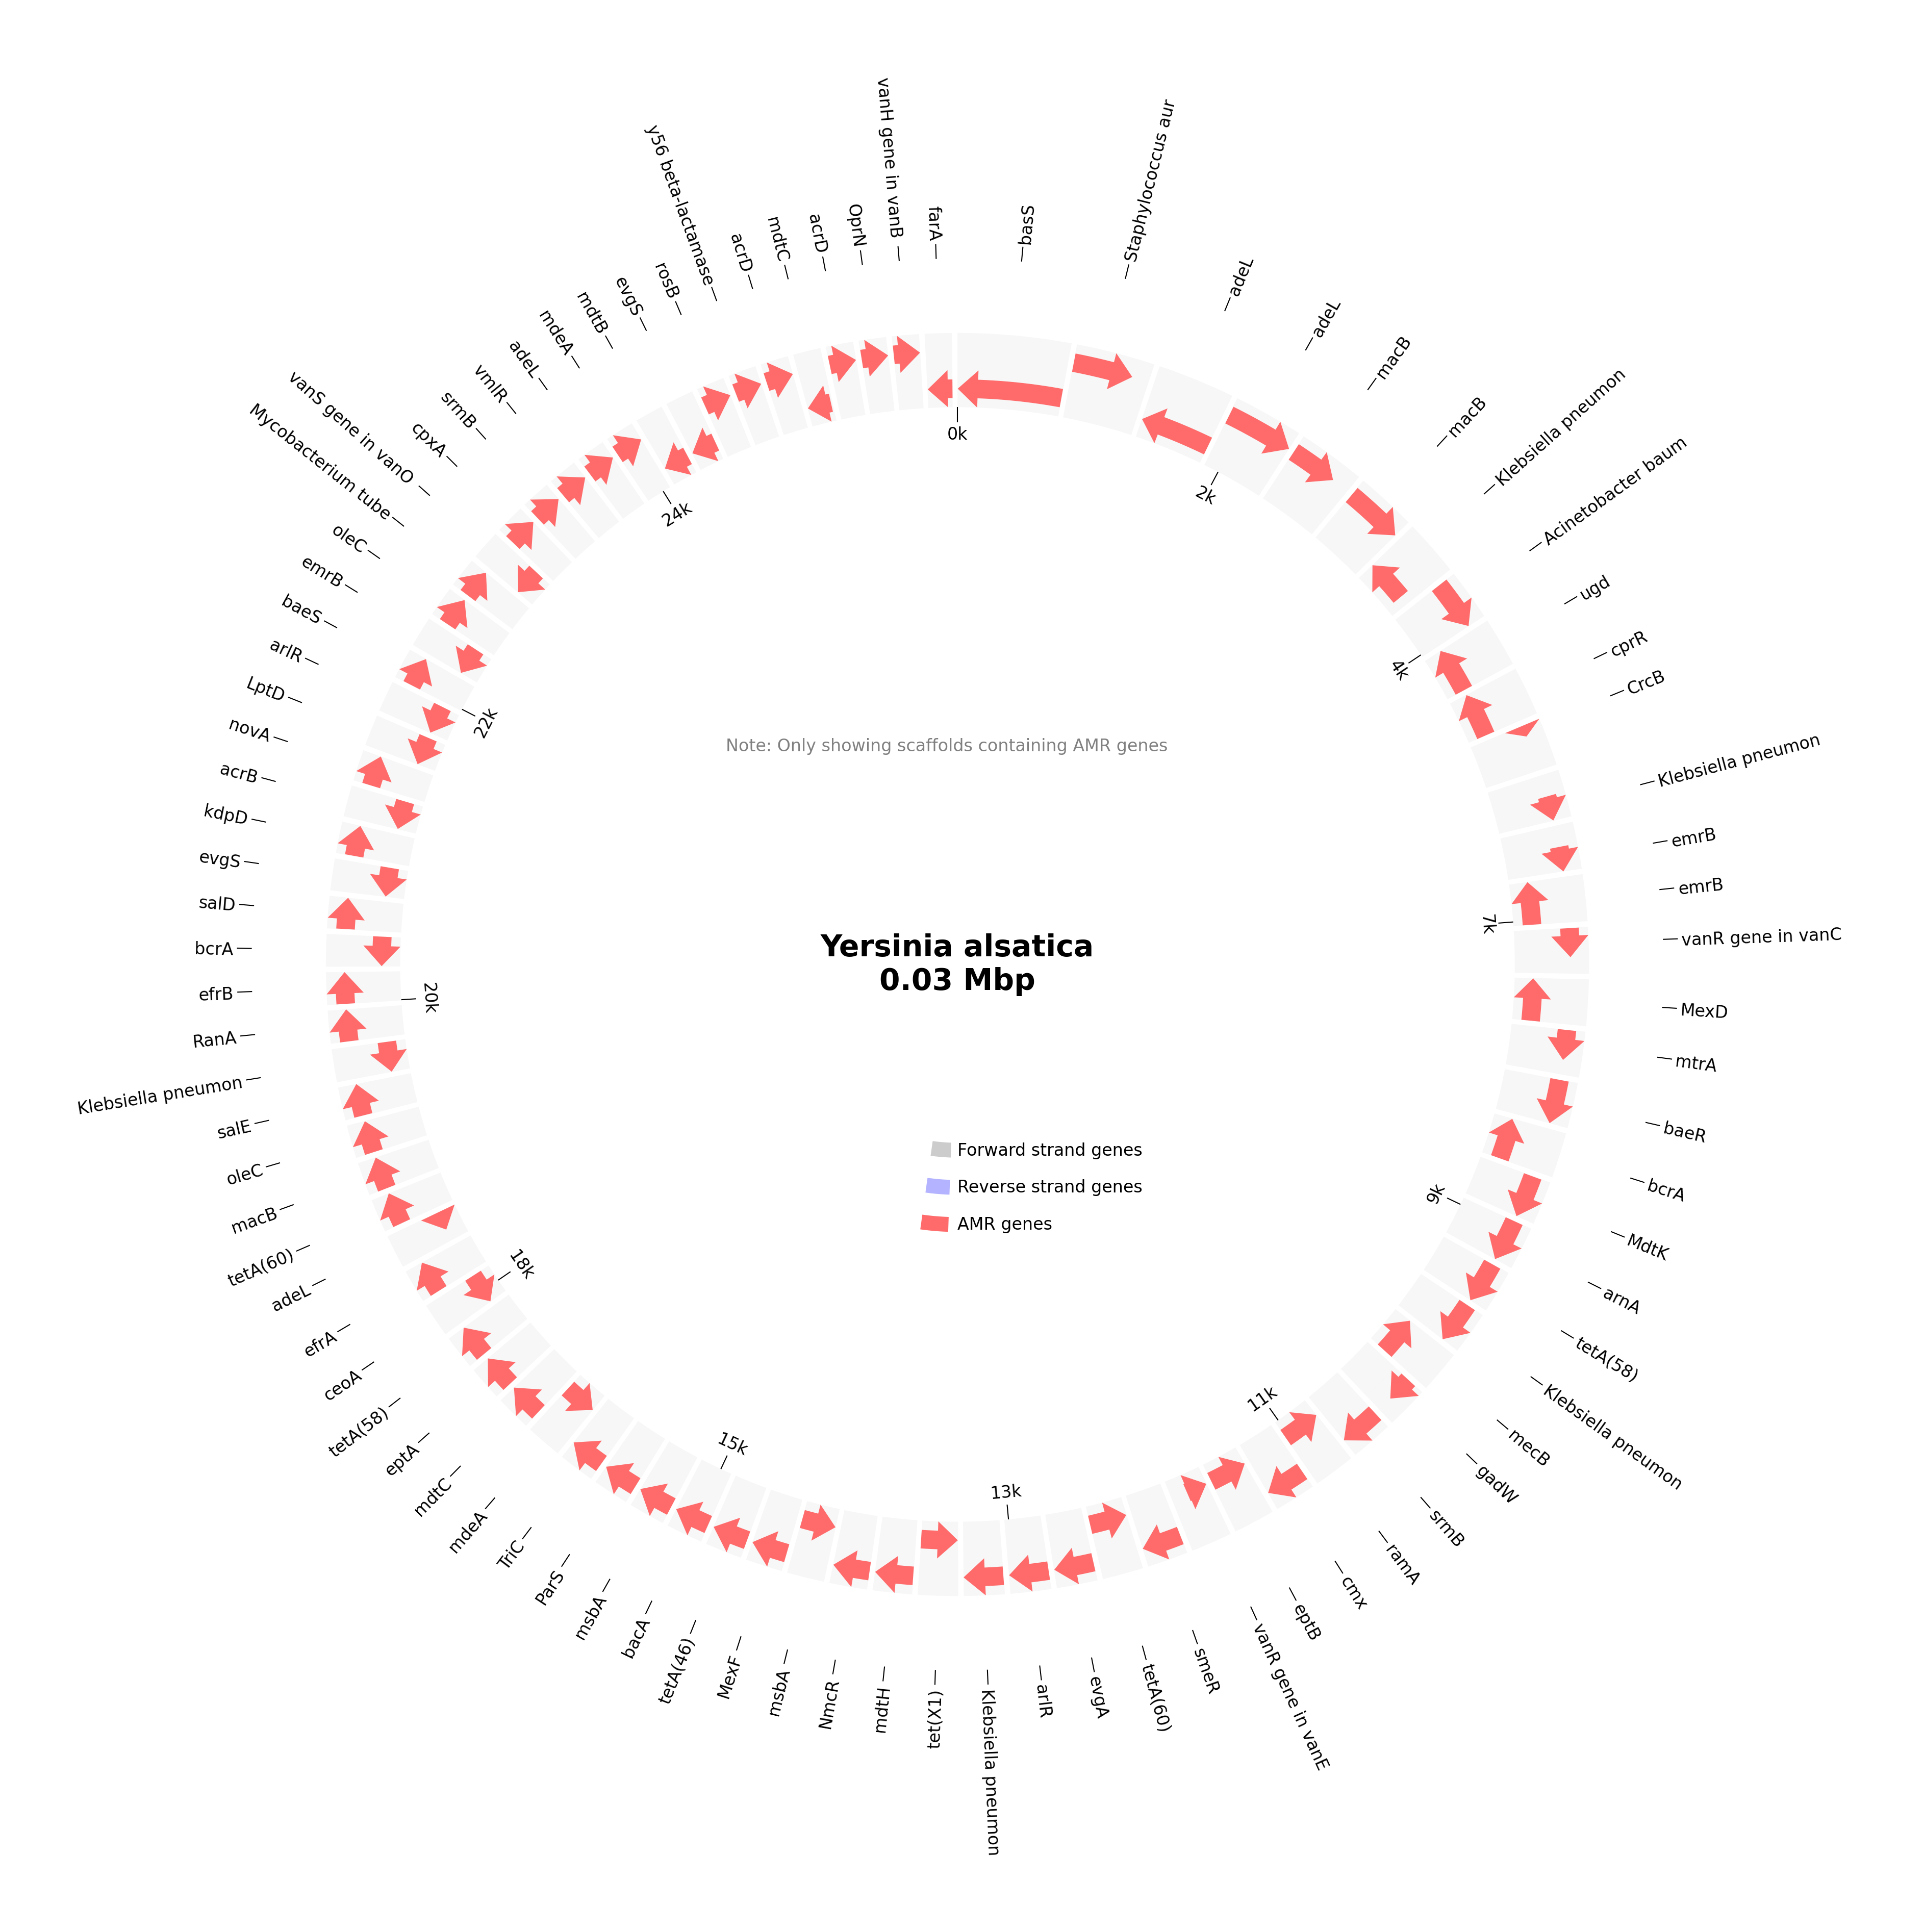 basS
Staphylococcus aur
adeL
adeL
macB
macB
Klebsiella pneumon
Acinetobacter baum
ugd
cprR
CrcB
Klebsiella pneumon
emrB
emrB
vanR gene in vanC
MexD
mtrA
baeR
bcrA
MdtK
arnA
tetA(58)
Klebsiella pneumon
mecB
gadW
srmB
ramA
cmx
eptB
vanR gene in vanE
smeR
tetA(60)
evgA
arlR
Klebsiella pneumon
tet(X1)
mdtH
NmcR
msbA
MexF
tetA(46)
bacA
msbA
ParS
TriC
mdeA
mdtC
eptA
tetA(58)
ceoA
efrA
adeL
tetA(60)
macB
oleC
salE
Klebsiella pneumon
RanA
efrB
bcrA
salD
evgS
kdpD
acrB
novA
LptD
arlR
baeS
emrB
oleC
Mycobacterium tube
vanS gene in vanO
cpxA
srmB
vmlR
adeL
mdeA
mdtB
evgS
rosB
y56 beta-lactamase
acrD
mdtC
acrD
OprN
vanH gene in vanB
farA
0k
2k
4k
7k
9k
11k
13k
15k
18k
20k
22k
24k
Note: Only showing scaffolds containing AMR genes
Yersinia alsatica
0.03 Mbp
Forward strand genes
Reverse strand genes
AMR genes